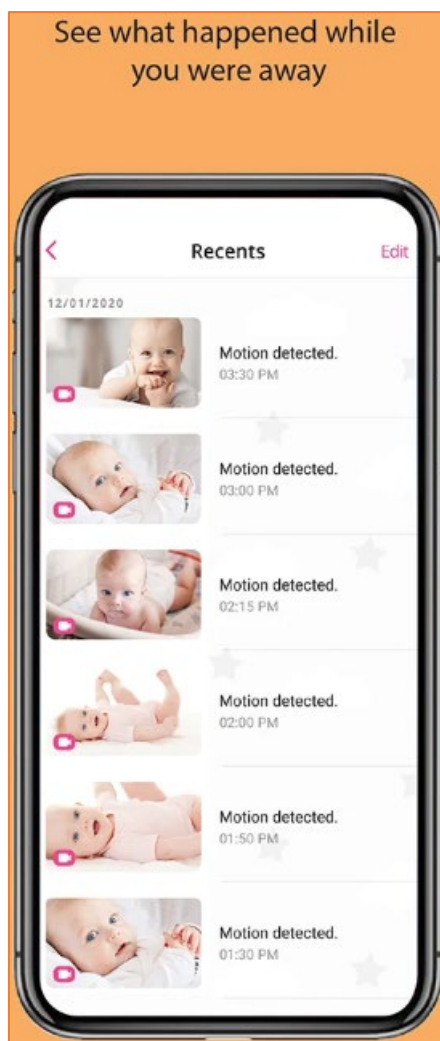 See what happened while
you were away
Recents
Edit
12/01/2020
Motion detected.
03:30 PM
Motion detected.
03:00 PM
Motion detected.
02:15 PM
Motion detected.
02:00 PM
Motion detected.
01:50 PM
Motion detected.
01:30 PM